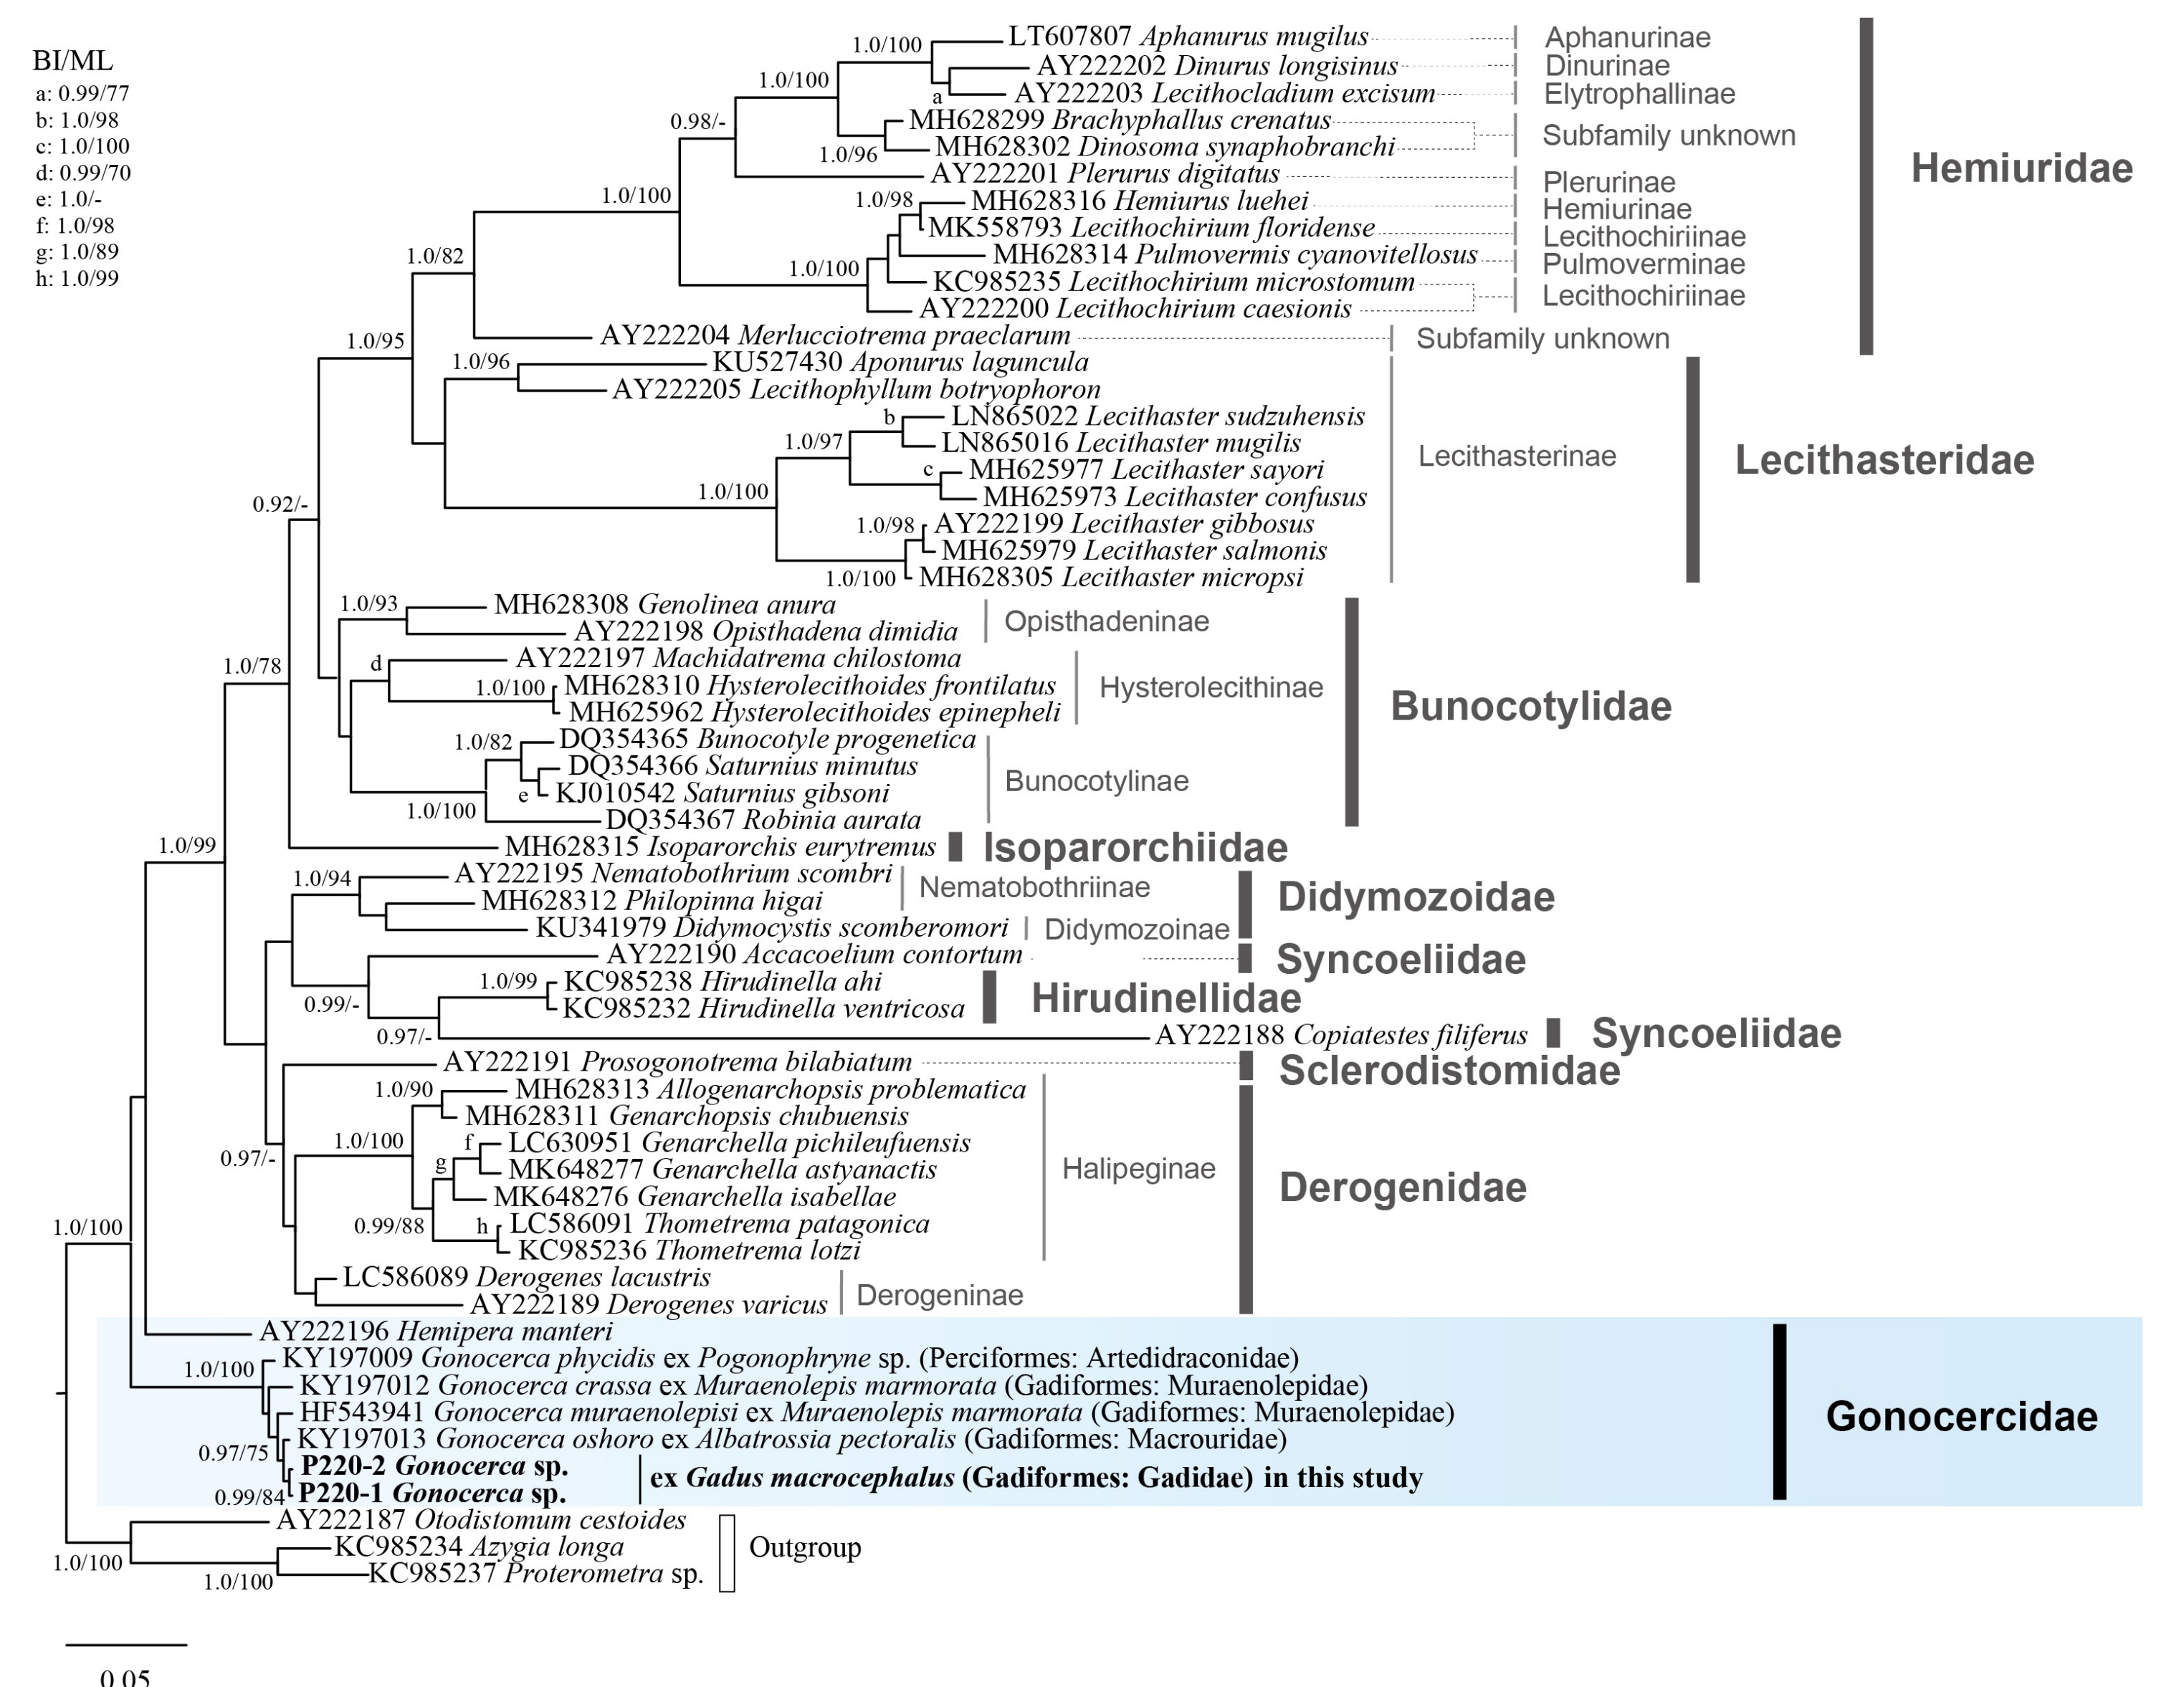 BI/ML
a: 0.99/77
b: 1.0/98
c: 1.0/100
d: 0.99/70
e: 1.0/-
f: 1.0/98
g: 1.0/89
h: 1.0/99
1.0/100 LT607807 Aphanurus mugilus Aphanurinae
AY222202 Dinurus longisinus Dinurinae
1.0/100 a AY222203 Lecithocladium excisum Elytrophallinae
0.98/- MH628299 Brachyphallus crenatus
Subfamily unknown
1.0/96 MH628302 Dinosoma synaphobranchi
Hemiuridae
AY222201 Plerurus digitatus Plerurinae
1.0/100 1.0/98 MH628316 Hemiurus luehei Hemiurinae
MK558793 Lecithochirium floridense Lecithochiriinae
1.0/82 MH628314 Pulmovermis cyanovitellosus Pulmoverminae
1.0/100 KC985235 Lecithochirium microstomum
Lecithochiriinae
AY222200 Lecithochirium caesionis
1.0/95 AY222204 Merlucciotrema praeclarum Subfamily unknown
1.0/96 KU527430 Aponurus laguncula
AY222205 Lecithophyllum botryophoron
b LN865022 Lecithaster sudzuhensis
1.0/97 LN865016 Lecithaster mugilis
Lecithasterinae Lecithasteridae
c MH625977 Lecithaster sayori
1.0/100 MH625973 Lecithaster confusus
0.92/- 1.0/98 AY222199 Lecithaster gibbosus
MH625979 Lecithaster salmonis
1.0/100 MH628305 Lecithaster micropsi
1.0/93 MH628308 Genolinea anura
Opisthadeninae
AY222198 Opisthadena dimidia
1.0/78 d AY222197 Machidatrema chilostoma
1.0/100 MH628310 Hysterolecithoides frontilatus Hysterolecithinae
Bunocotylidae
MH625962 Hysterolecithoides epinepheli
1.0/82 DQ354365 Bunocotyle progenetica
DQ354366 Saturnius minutus
Bunocotylinae
e KJ010542 Saturnius gibsoni
1.0/100 DQ354367 Robinia aurata
1.0/99 MH628315 Isoparorchis eurytremus Isoparorchiidae
1.0/94 AY222195 Nematobothrium scombri
Nematobothriinae Didymozoidae
MH628312 Philopinna higai
KU341979 Didymocystis scomberomori Didymozoinae
AY222190 Accacoelium contortum Syncoeliidae
1.0/99 KC985238 Hirudinella ahi
Hirudinellidae
0.99/- KC985232 Hirudinella ventricosa
0.97/- AY222188 Copiatestes filiferus Syncoeliidae
AY222191 Prosogonotrema bilabiatum Sclerodistomidae
1.0/90 MH628313 Allogenarchopsis problematica
MH628311 Genarchopsis chubuensis
1.0/100 f LC630951 Genarchella pichileufuensis
0.97/- g MK648277 Genarchella astyanactis Halipeginae
Derogenidae
MK648276 Genarchella isabellae
1.0/100 0.99/88 h LC586091 Thometrema patagonica
KC985236 Thometrema lotzi
LC586089 Derogenes lacustris
Derogeninae
AY222189 Derogenes varicus
AY222196 Hemipera manteri
1.0/100 KY197009 Gonocerca phycidis ex Pogonophryne sp. (Perciformes: Artedidraconidae)
KY197012 Gonocerca crassa ex Muraenolepis marmorata (Gadiformes: Muraenolepidae)
HF543941 Gonocerca muraenolepisi ex Muraenolepis marmorata (Gadiformes: Muraenolepidae)
Gonocercidae
KY197013 Gonocerca oshoro ex Albatrossia pectoralis (Gadiformes: Macrouridae)
0.97/75 P220-2 Gonocerca sp.
ex Gadus macrocephalus (Gadiformes: Gadidae) in this study
0.99/84 P220-1 Gonocerca sp.
AY222187 Otodistomum cestoides
1.0/100 KC985234 Azygia longa Outgroup
1.0/100 KC985237 Proterometra sp.
0.05